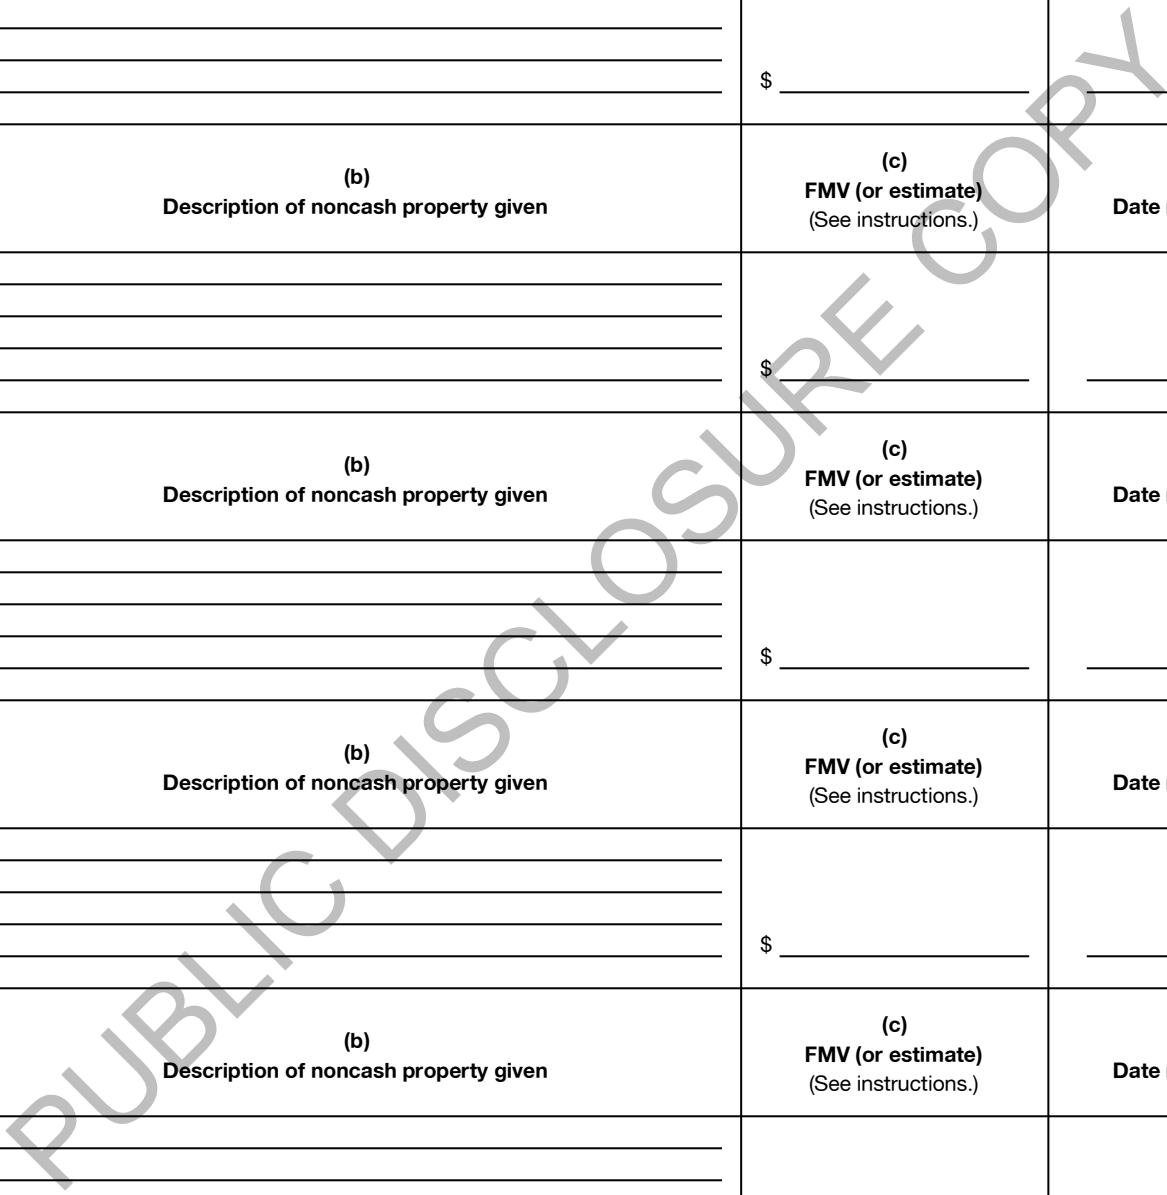 $
(b)
Description of noncash property given
(c)
FMV (or estimate)
(See instructions.)
Date
$
(b)
Description of noncash property given
(c)
FMV (or estimate)
(See instructions.)
Date
$
(b)
Description of noncash property given
(c)
FMV (or estimate)
(See instructions.)
Date
$
(b)
Description of noncash property given
(c)
FMV (or estimate)
(See instructions.)
Date
PUBLIC DISCLOSURE COPY